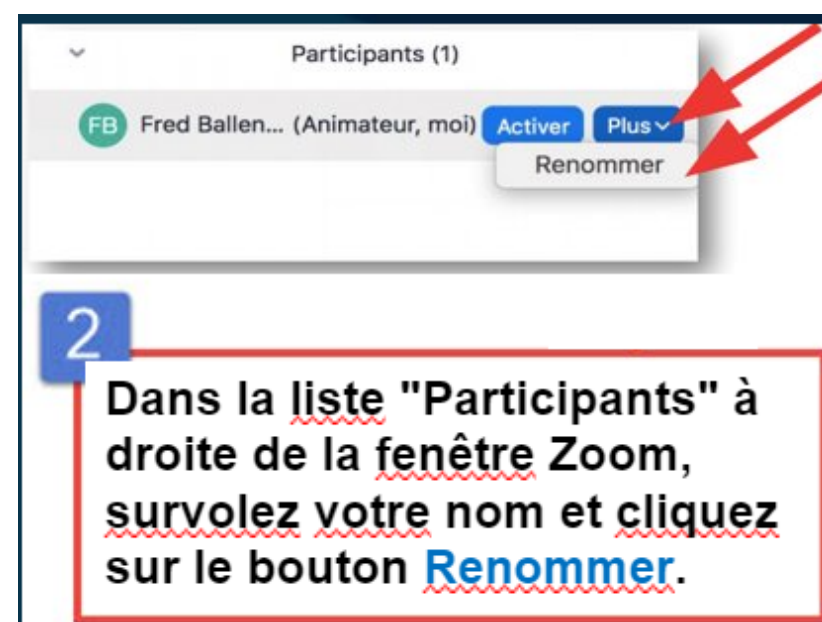 Participants (1)
FB Fred Ballen... (Animateur, moi) Activer Plus
Renommer
2
Dans la liste "Participants" à
droite de la fenêtre Zoom,
survolez votre nom et cliquez
sur le bouton Renommer.